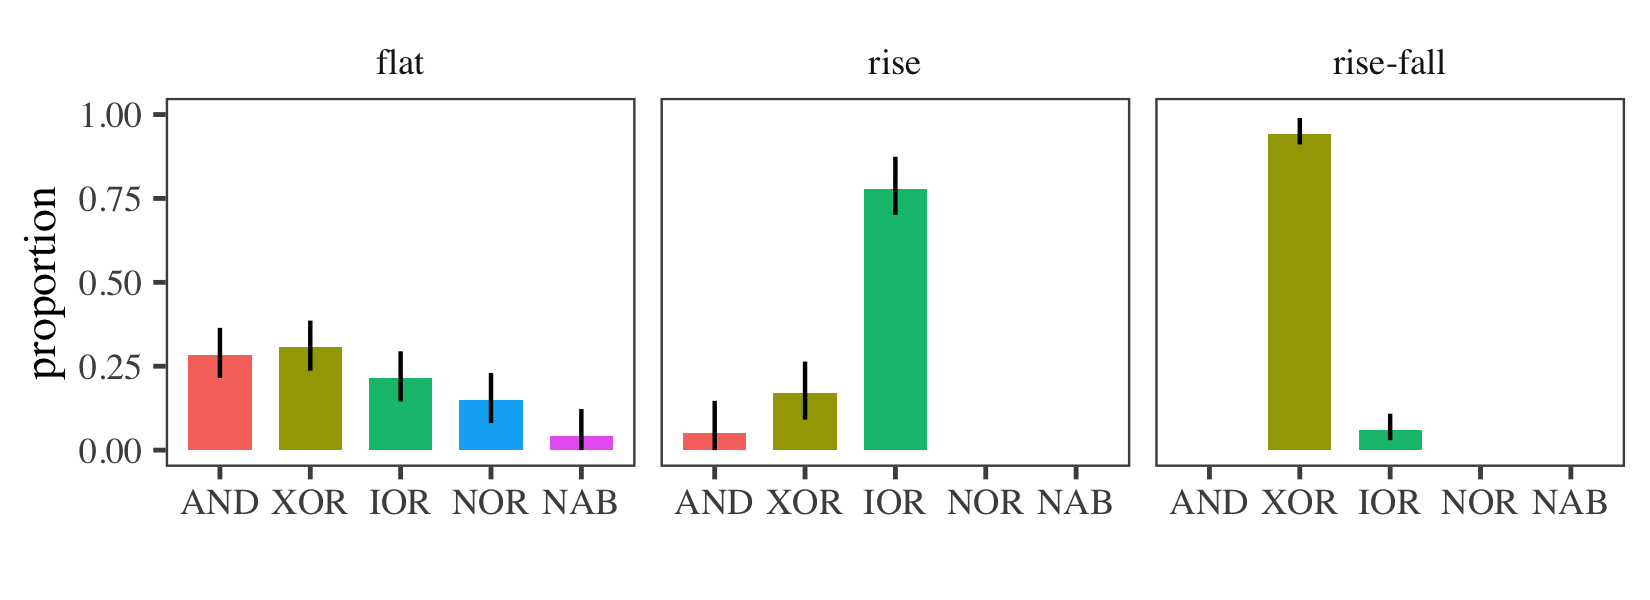 flat rise rise-fall
proportion
1.00
0.75
0.50
0.25
0.00
AND XOR IOR NOR NAB AND XOR IOR NOR NAB AND XOR IOR NOR NAB